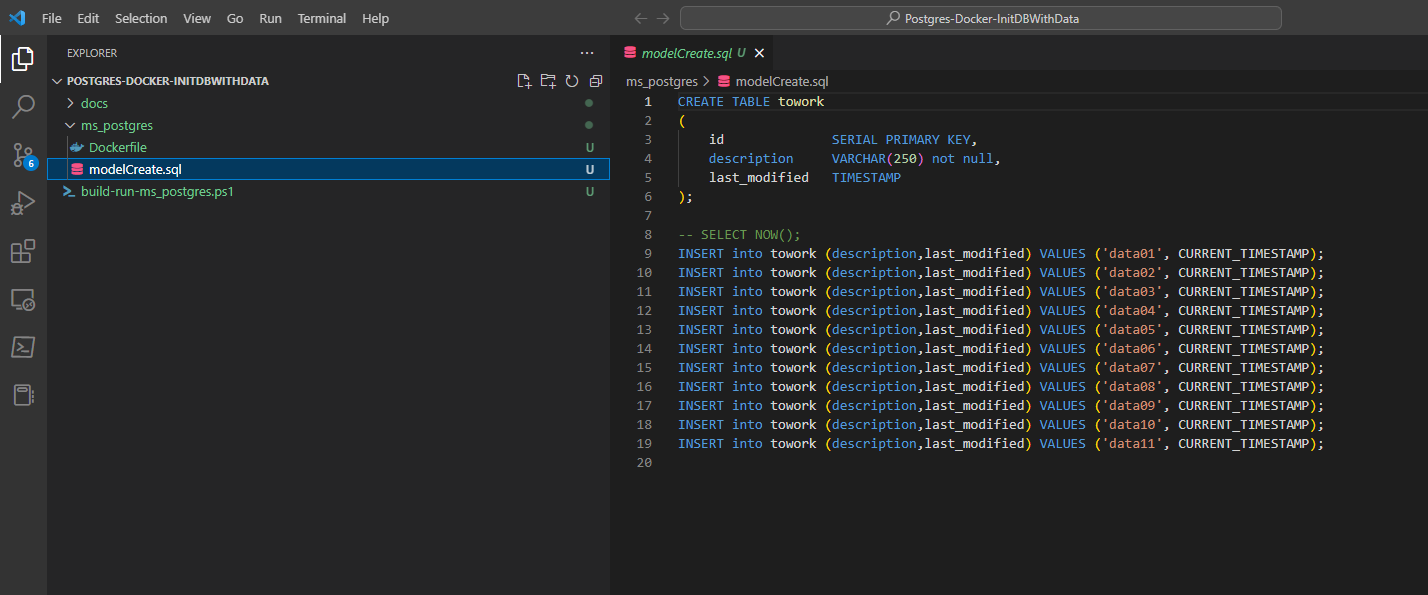 File Edit Selection View Go Run Terminal Help
Postgres-Docker-InitDBWithData
EXPLORER
POSTGRES-DOCKER-INITDBWITHDATA
docs
ms_postgres
Dockerfile U
modelCreate.sql U
build-run-ms_postgres.ps1 U
6
modelCreate.sql U
ms_postgres > modelCreate.sql
1 CREATE TABLE towork
2 (
3 id SERIAL PRIMARY KEY,
4 description VARCHAR(250) not null,
5 last_modified TIMESTAMP
6 );
7
8 -- SELECT NOW();
9 INSERT into towork (description,last_modified) VALUES ('data01', CURRENT_TIMESTAMP);
10 INSERT into towork (description,last_modified) VALUES ('data02', CURRENT_TIMESTAMP);
11 INSERT into towork (description,last_modified) VALUES ('data03', CURRENT_TIMESTAMP);
12 INSERT into towork (description,last_modified) VALUES ('data04', CURRENT_TIMESTAMP);
13 INSERT into towork (description,last_modified) VALUES ('data05', CURRENT_TIMESTAMP);
14 INSERT into towork (description,last_modified) VALUES ('data06', CURRENT_TIMESTAMP);
15 INSERT into towork (description,last_modified) VALUES ('data07', CURRENT_TIMESTAMP);
16 INSERT into towork (description,last_modified) VALUES ('data08', CURRENT_TIMESTAMP);
17 INSERT into towork (description,last_modified) VALUES ('data09', CURRENT_TIMESTAMP);
18 INSERT into towork (description,last_modified) VALUES ('data10', CURRENT_TIMESTAMP);
19 INSERT into towork (description,last_modified) VALUES ('data11', CURRENT_TIMESTAMP);
20